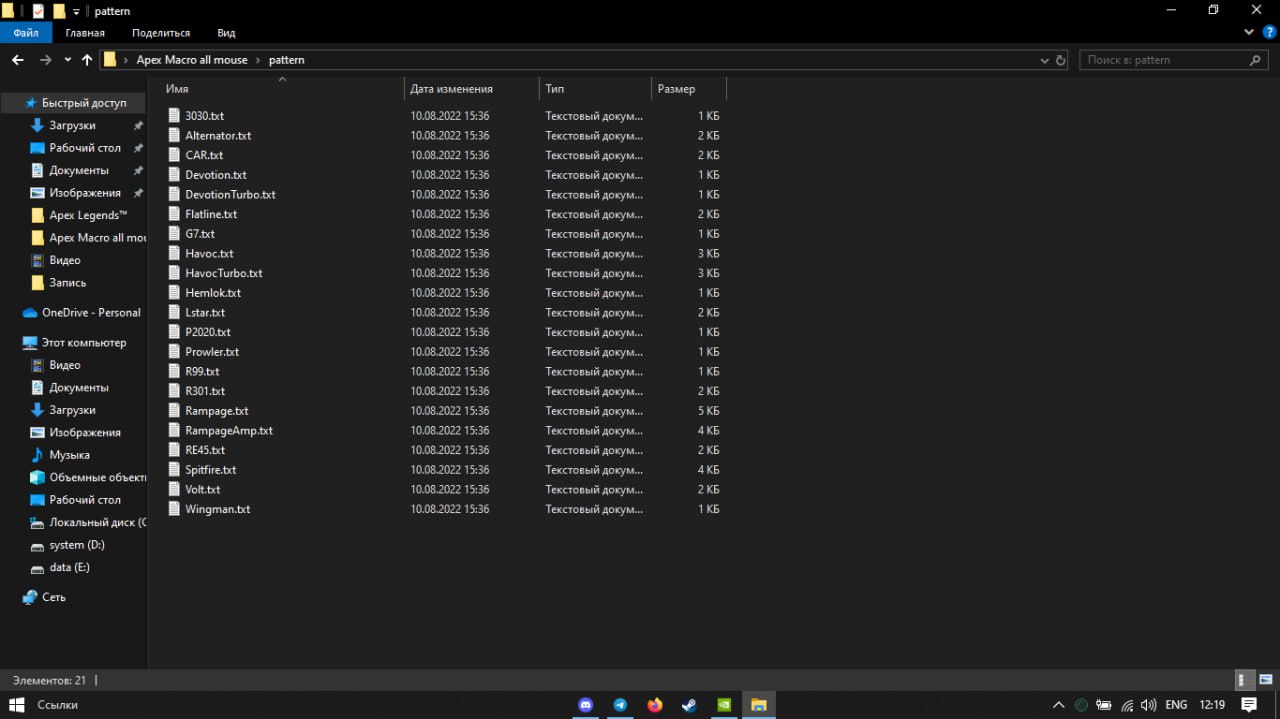 pattern
Файл Главная Поделиться Вид
Apex Macro all mouse pattern
Поиск в: pattern
Имя Дата изменения Тип Размер
Быстрый доступ
Загрузки
Рабочий стол
Документы
Изображения
Apex Legends™
Apex Macro all mou
Видео
Запись
OneDrive - Personal
Этот компьютер
Видео
Документы
Загрузки
Изображения
Музыка
Объемные объект
Рабочий стол
Локальный диск (C
system (D:)
data (E:)
Сеть
3030.txt 10.08.2022 15:36 Текстовый докум... 1 КБ
Alternator.txt 10.08.2022 15:36 Текстовый докум... 2 КБ
CAR.txt 10.08.2022 15:36 Текстовый докум... 2 КБ
Devotion.txt 10.08.2022 15:36 Текстовый докум... 1 КБ
DevotionTurbo.txt 10.08.2022 15:36 Текстовый докум... 1 КБ
Flatline.txt 10.08.2022 15:36 Текстовый докум... 2 КБ
G7.txt 10.08.2022 15:36 Текстовый докум... 1 КБ
Havoc.txt 10.08.2022 15:36 Текстовый докум... 3 КБ
HavocTurbo.txt 10.08.2022 15:36 Текстовый докум... 3 КБ
Hemlok.txt 10.08.2022 15:36 Текстовый докум... 1 КБ
Lstar.txt 10.08.2022 15:36 Текстовый докум... 2 КБ
P2020.txt 10.08.2022 15:36 Текстовый докум... 1 КБ
Prowler.txt 10.08.2022 15:36 Текстовый докум... 1 КБ
R99.txt 10.08.2022 15:36 Текстовый докум... 1 КБ
R301.txt 10.08.2022 15:36 Текстовый докум... 2 КБ
Rampage.txt 10.08.2022 15:36 Текстовый докум... 5 КБ
RampageAmp.txt 10.08.2022 15:36 Текстовый докум... 4 КБ
RE45.txt 10.08.2022 15:36 Текстовый докум... 2 КБ
Spitfire.txt 10.08.2022 15:36 Текстовый докум... 4 КБ
Volt.txt 10.08.2022 15:36 Текстовый докум... 2 КБ
Wingman.txt 10.08.2022 15:36 Текстовый докум... 1 КБ
Элементов: 21
Ссылки ENG 12:19